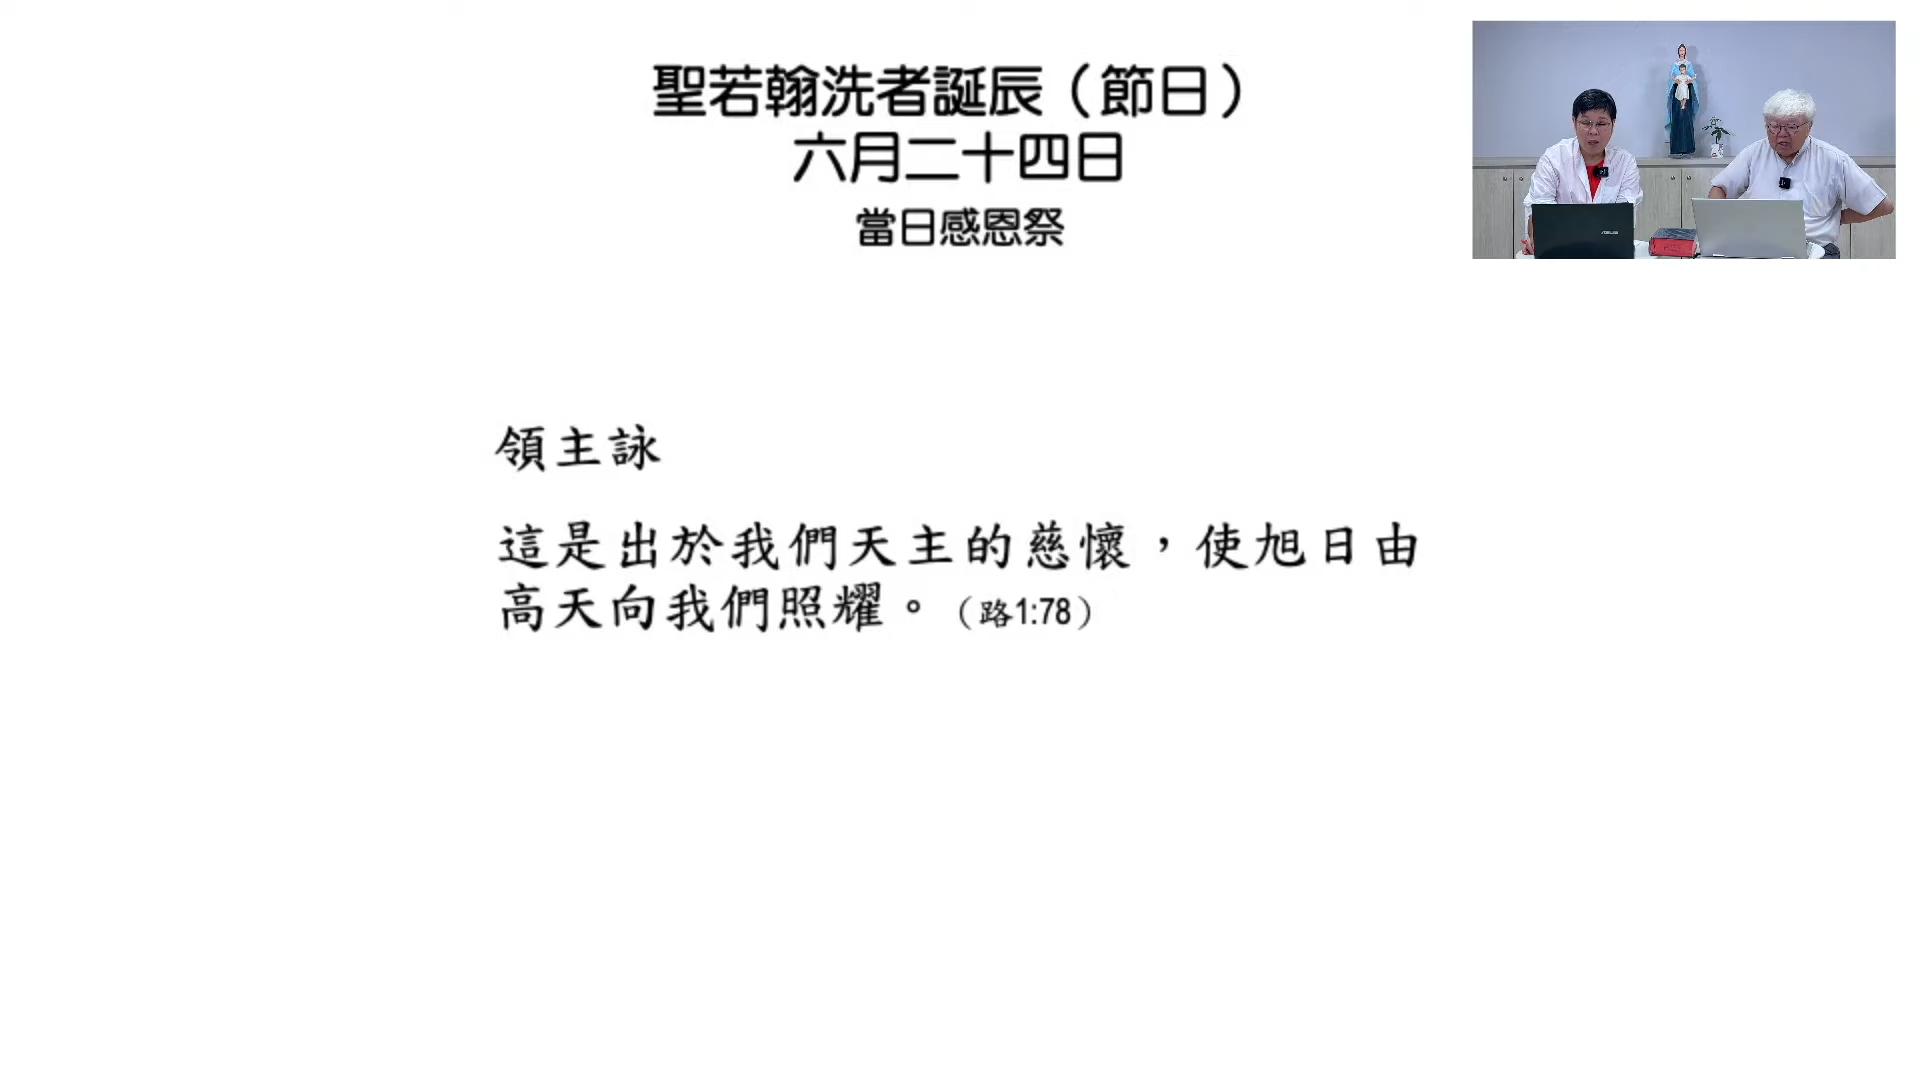 聖若翰洗者誕辰（節日）
六月二十四日
當日感恩祭
領主詠
這是出於我們天主的慈懷，使旭日由
高天向我們照耀。（路1:78）